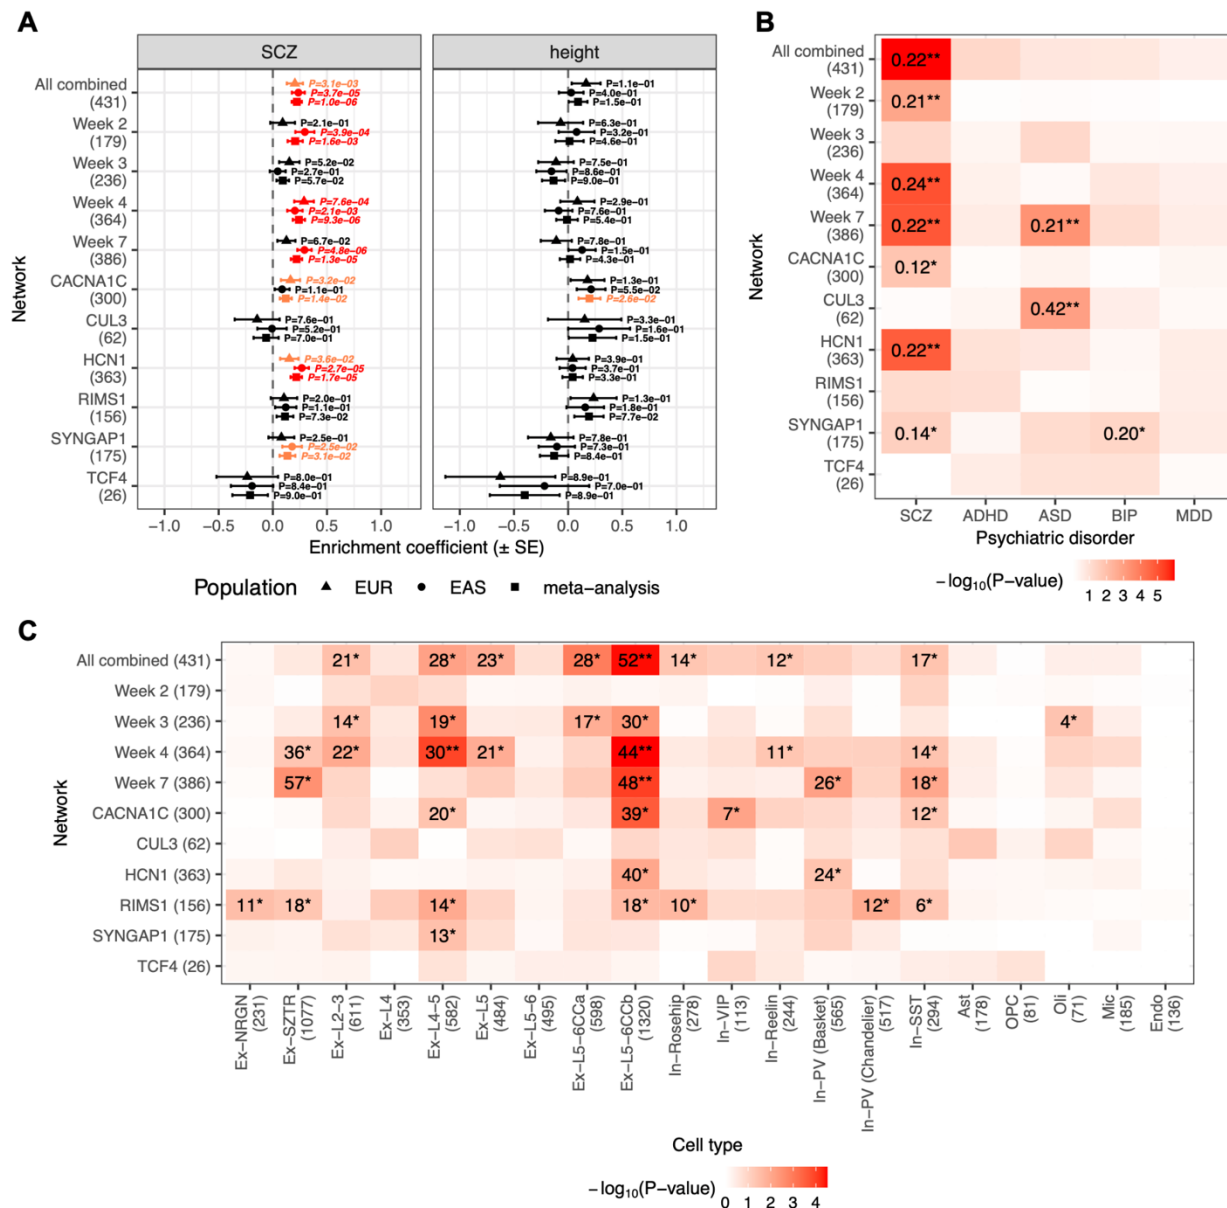 A
SCZ
height
Network
All combined
(431)
P=3.1e-03
P=3.7e-05
P=1.0e-06
P=1.1e-01
P=4.0e-01
P=1.5e-01
Week 2
(179)
P=2.1e-01
P=3.9e-04
P=1.6e-03
P=6.3e-01
P=3.2e-01
P=4.6e-01
Week 3
(236)
P=5.2e-02
P=2.7e-01
P=5.7e-02
P=7.5e-01
P=8.6e-01
P=9.0e-01
Week 4
(364)
P=7.6e-04
P=2.1e-03
P=9.3e-06
P=2.9e-01
P=7.6e-01
P=5.4e-01
Week 7
(386)
P=6.7e-02
P=4.8e-06
P=1.3e-05
P=7.8e-01
P=1.5e-01
P=4.3e-01
CACNA1C
(300)
P=3.2e-02
P=1.1e-01
P=1.4e-02
P=1.3e-01
P=5.5e-02
P=2.6e-02
CUL3
(62)
P=7.6e-01
P=5.2e-01
P=7.0e-01
P=3.3e-01
P=1.6e-01
P=1.5e-01
HCN1
(363)
P=3.6e-02
P=2.7e-05
P=1.7e-05
P=3.9e-01
P=3.7e-01
P=3.3e-01
RIMS1
(156)
P=2.0e-01
P=1.1e-01
P=7.3e-02
P=1.3e-01
P=1.8e-01
P=7.7e-02
SYNGAP1
(175)
P=2.5e-01
P=2.5e-02
P=3.1e-02
P=7.8e-01
P=7.3e-01
P=8.4e-01
TCF4
(26)
P=8.0e-01
P=8.4e-01
P=9.0e-01
P=8.9e-01
P=7.0e-01
P=8.9e-01
−1.0 −0.5 0.0 0.5 1.0
−1.0 −0.5 0.0 0.5 1.0
Enrichment coefficient (± SE)
Population EUR EAS meta−analysis
B
Network
All combined
(431)
0.22**
Week 2
(179)
0.21**
Week 3
(236)
Week 4
(364)
0.24**
Week 7
(386)
0.22** 0.21**
CACNA1C
(300)
0.12*
CUL3
(62)
0.42**
HCN1
(363)
0.22**
RIMS1
(156)
SYNGAP1
(175)
0.14* 0.20*
TCF4
(26)
SCZ ADHD ASD BIP MDD
Psychiatric disorder
−log10(P−value)
1 2 3 4 5
C
Network
All combined (431) 21* 28* 23* 28* 52** 14* 12* 17*
Week 2 (179)
Week 3 (236) 14* 19* 17* 30* 4*
Week 4 (364) 36* 22* 30** 21* 44** 11* 14*
Week 7 (386) 57* 48** 26* 18*
CACNA1C (300) 20* 39* 7* 12*
CUL3 (62)
HCN1 (363) 40* 24*
RIMS1 (156) 11* 18* 14* 18* 10* 12* 6*
SYNGAP1 (175) 13*
TCF4 (26)
Ex−NRGN
(231)
Ex−SZTR
(1077)
Ex−L2−3
(611)
Ex−L4
(353)
Ex−L4−5
(582)
Ex−L5
(484)
Ex−L5−6
(495)
Ex−L5−6CCa
(598)
Ex−L5−6CCb
(1320)
In−Rosehip
(278)
In−VIP
(113)
In−Reelin
(244)
In−PV (Basket)
(565)
In−PV (Chandelier)
(517)
In−SST
(294)
Ast
(178)
OPC
(81)
Oli
(71)
Mic
(185)
Endo
(136)
Cell type
−log10(P−value)
0 1 2 3 4